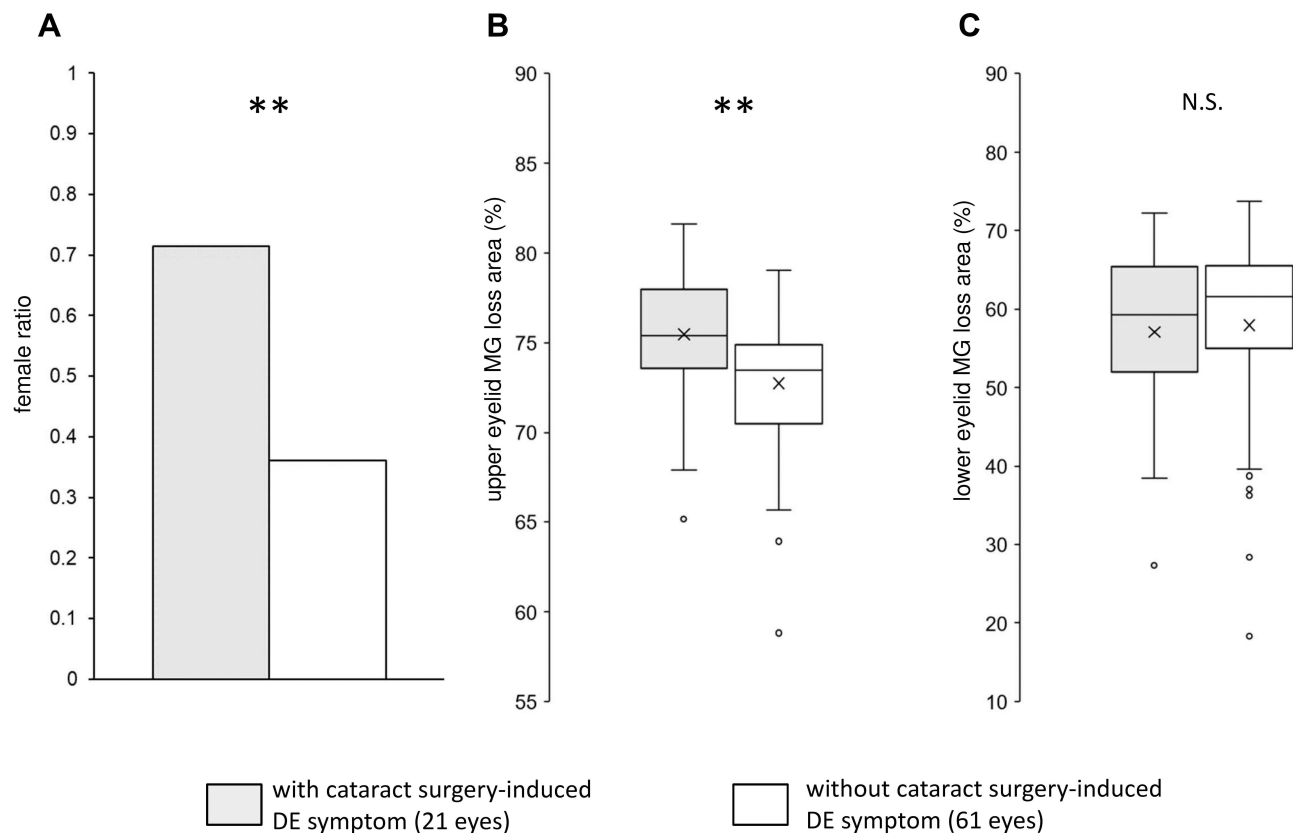 A
1
0.9
0.8
0.7
0.6
0.5
0.4
0.3
0.2
0.1
0
female ratio
**
B
90
85
80
75
70
65
60
55
upper eyelid MG loss area (%)
**
C
90
80
70
60
50
40
30
20
10
lower eyelid MG loss area (%)
N.S.
with cataract surgery-induced
DE symptom (21 eyes)
without cataract surgery-induced
DE symptom (61 eyes)